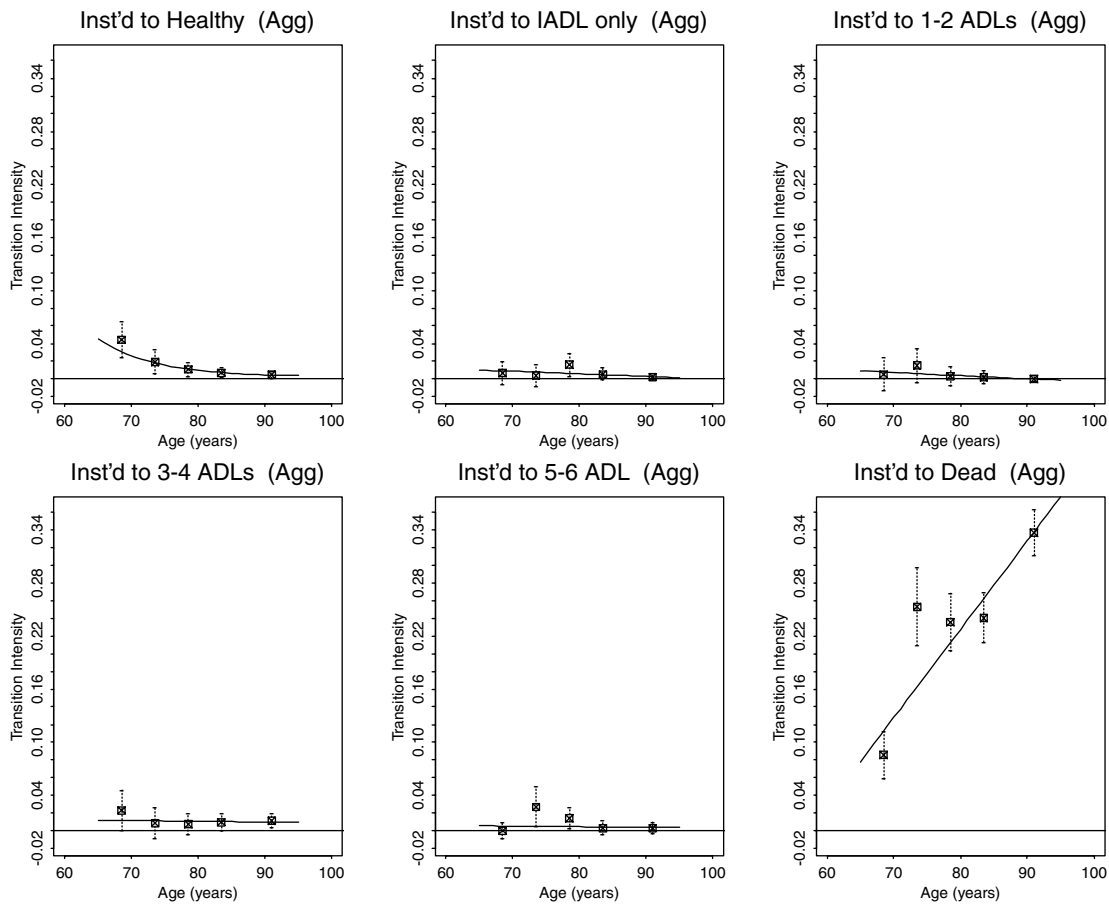 Inst'd to Healthy (Agg)
Inst'd to IADL only (Agg)
Inst'd to 1-2 ADLs (Agg)
Transition Intensity
-0.02 0.04 0.10 0.16 0.22 0.28 0.34
60 70 80 90 100
Age (years)
Transition Intensity
-0.02 0.04 0.10 0.16 0.22 0.28 0.34
60 70 80 90 100
Age (years)
Transition Intensity
-0.02 0.04 0.10 0.16 0.22 0.28 0.34
60 70 80 90 100
Age (years)
Inst'd to 3-4 ADLs (Agg)
Inst'd to 5-6 ADL (Agg)
Inst'd to Dead (Agg)
Transition Intensity
-0.02 0.04 0.10 0.16 0.22 0.28 0.34
60 70 80 90 100
Age (years)
Transition Intensity
-0.02 0.04 0.10 0.16 0.22 0.28 0.34
60 70 80 90 100
Age (years)
Transition Intensity
-0.02 0.04 0.10 0.16 0.22 0.28 0.34
60 70 80 90 100
Age (years)